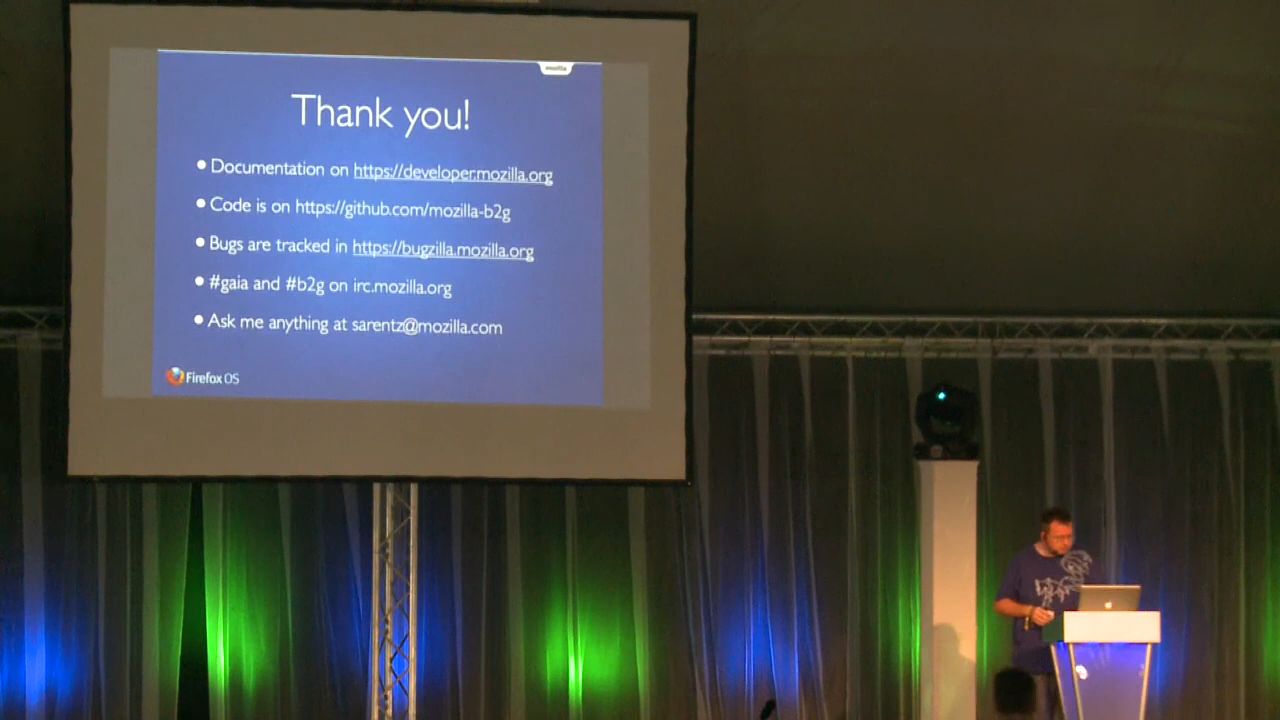 mozilla
Thank you!
Documentation on https://developer.mozilla.org
Code is on https://github.com/mozilla-b2g
Bugs are tracked in https://bugzilla.mozilla.org
#gaia and #b2g on irc.mozilla.org
Ask me anything at sarentz@mozilla.com
Firefox OS